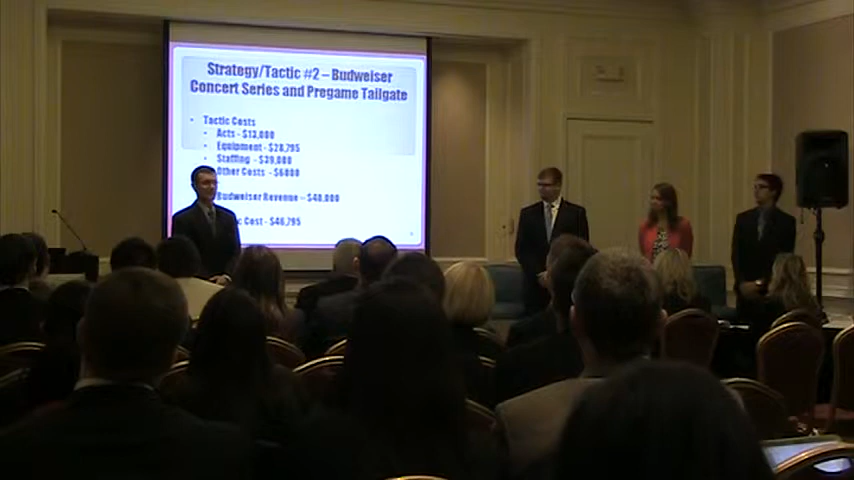 Strategy/Tactic #2 – Budweiser
Concert Series and Pregame Tailgate
• Tactic Costs
• Acts - $13,000
• Equipment - $28,795
• Staffing - $39,000
Other Costs - $6000
Budweiser Revenue – $40,000
Cost - $46,795